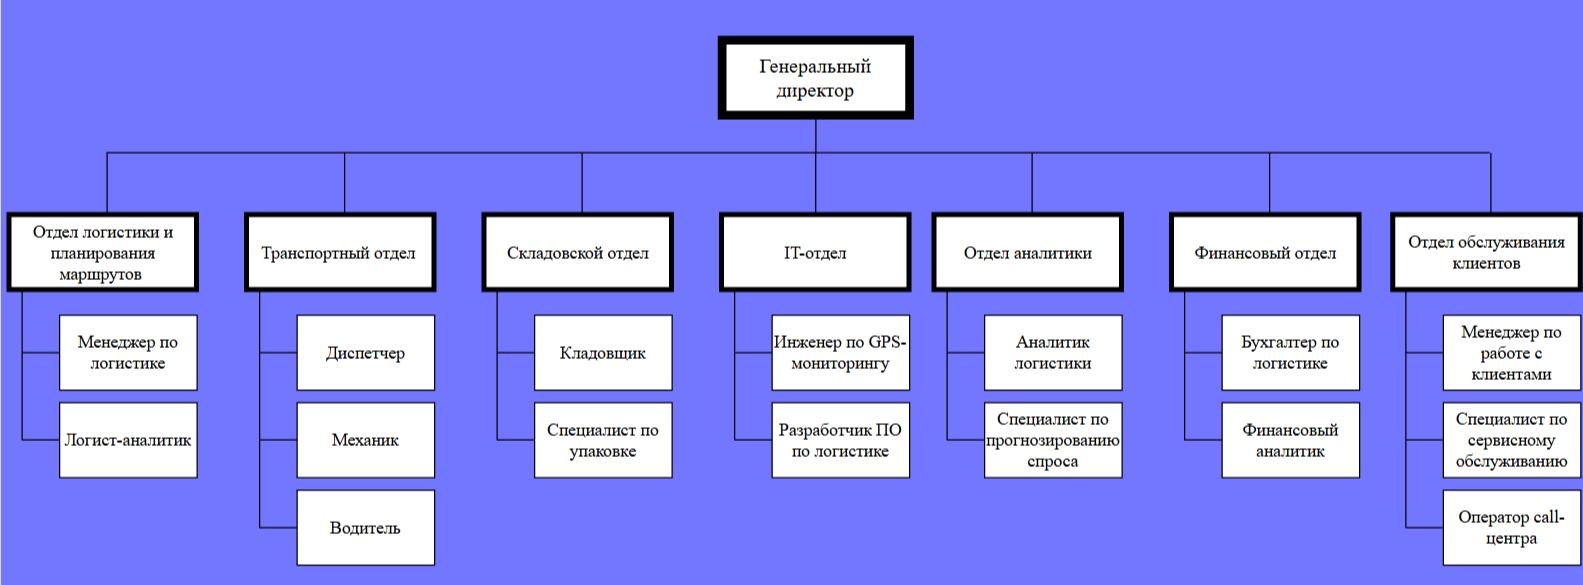 Генеральный
директор
Отдел логистики и
планирования
маршрутов
Транспортный отдел
Складовской отдел
IT-отдел
Отдел аналитики
Финансовый отдел
Отдел обслуживания
клиентов
Менеджер по
логистике
Логист-аналитик
Диспетчер
Механик
Водитель
Кладовщик
Специалист по
упаковке
Инженер по GPS-
мониторингу
Разработчик ПО
по логистике
Аналитик
логистики
Специалист по
прогнозированию
спроса
Бухгалтер по
логистике
Финансовый
аналитик
Менеджер по
работе с
клиентами
Специалист по
сервисному
обслуживанию
Оператор call-
центра